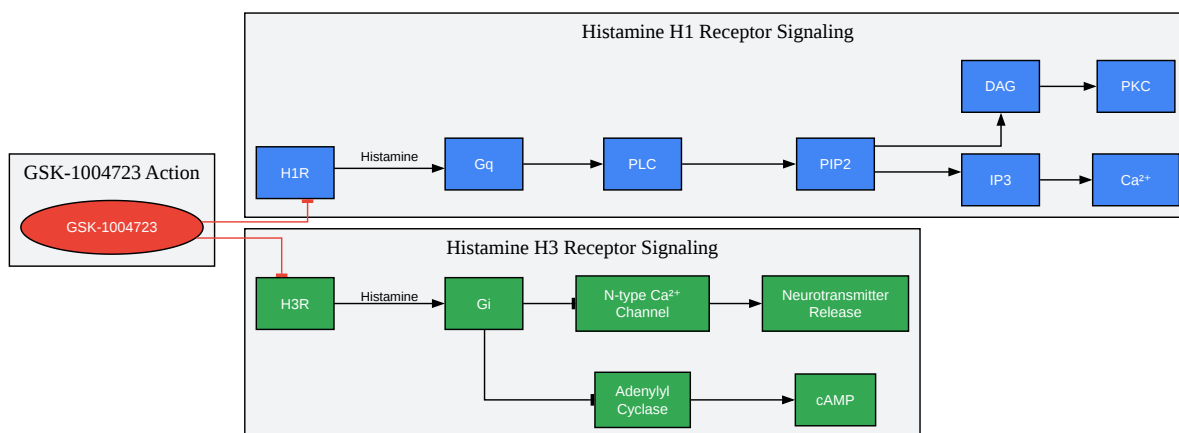 Histamine H1 Receptor Signaling
DAG
PKC
H1R
Histamine
Gq
PLC
PIP2
IP3
Ca²⁺
GSK-1004723 Action
GSK-1004723
Histamine H3 Receptor Signaling
H3R
Histamine
Gi
N-type Ca²⁺
Channel
Neurotransmitter
Release
Adenylyl
Cyclase
cAMP